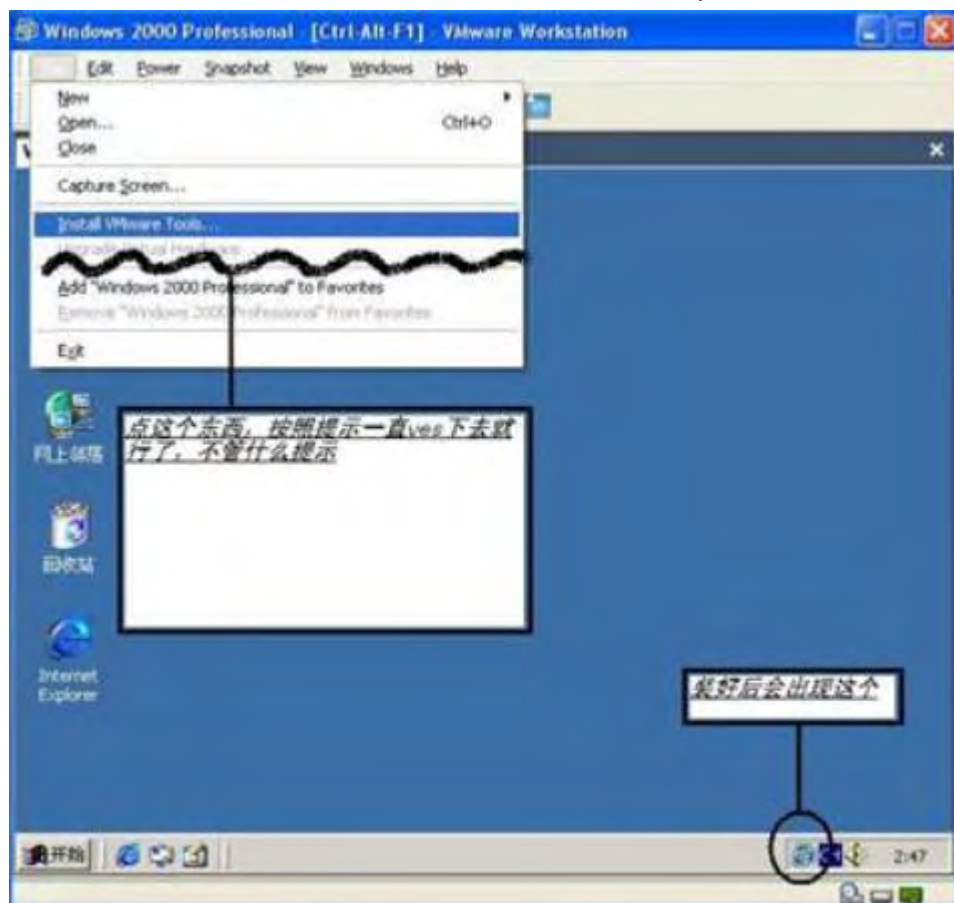 Windows 2000 Professional - [Ctrl-Alt-F1] - VMware Workstation
Edit Power Snapshot View Windows Help
New
Open... Ctrl+O
Close
Capture Screen...
Install VMware Tools...
Add "Windows 2000 Professional" to Favorites
Remove "Windows 2000 Professional" from Favorites
Exit
点这个东西，按照提示一直yes下去就
行了，不管什么提示
网上邻居
回收站
Internet
Explorer
装好后会出现这个
开始
2:47